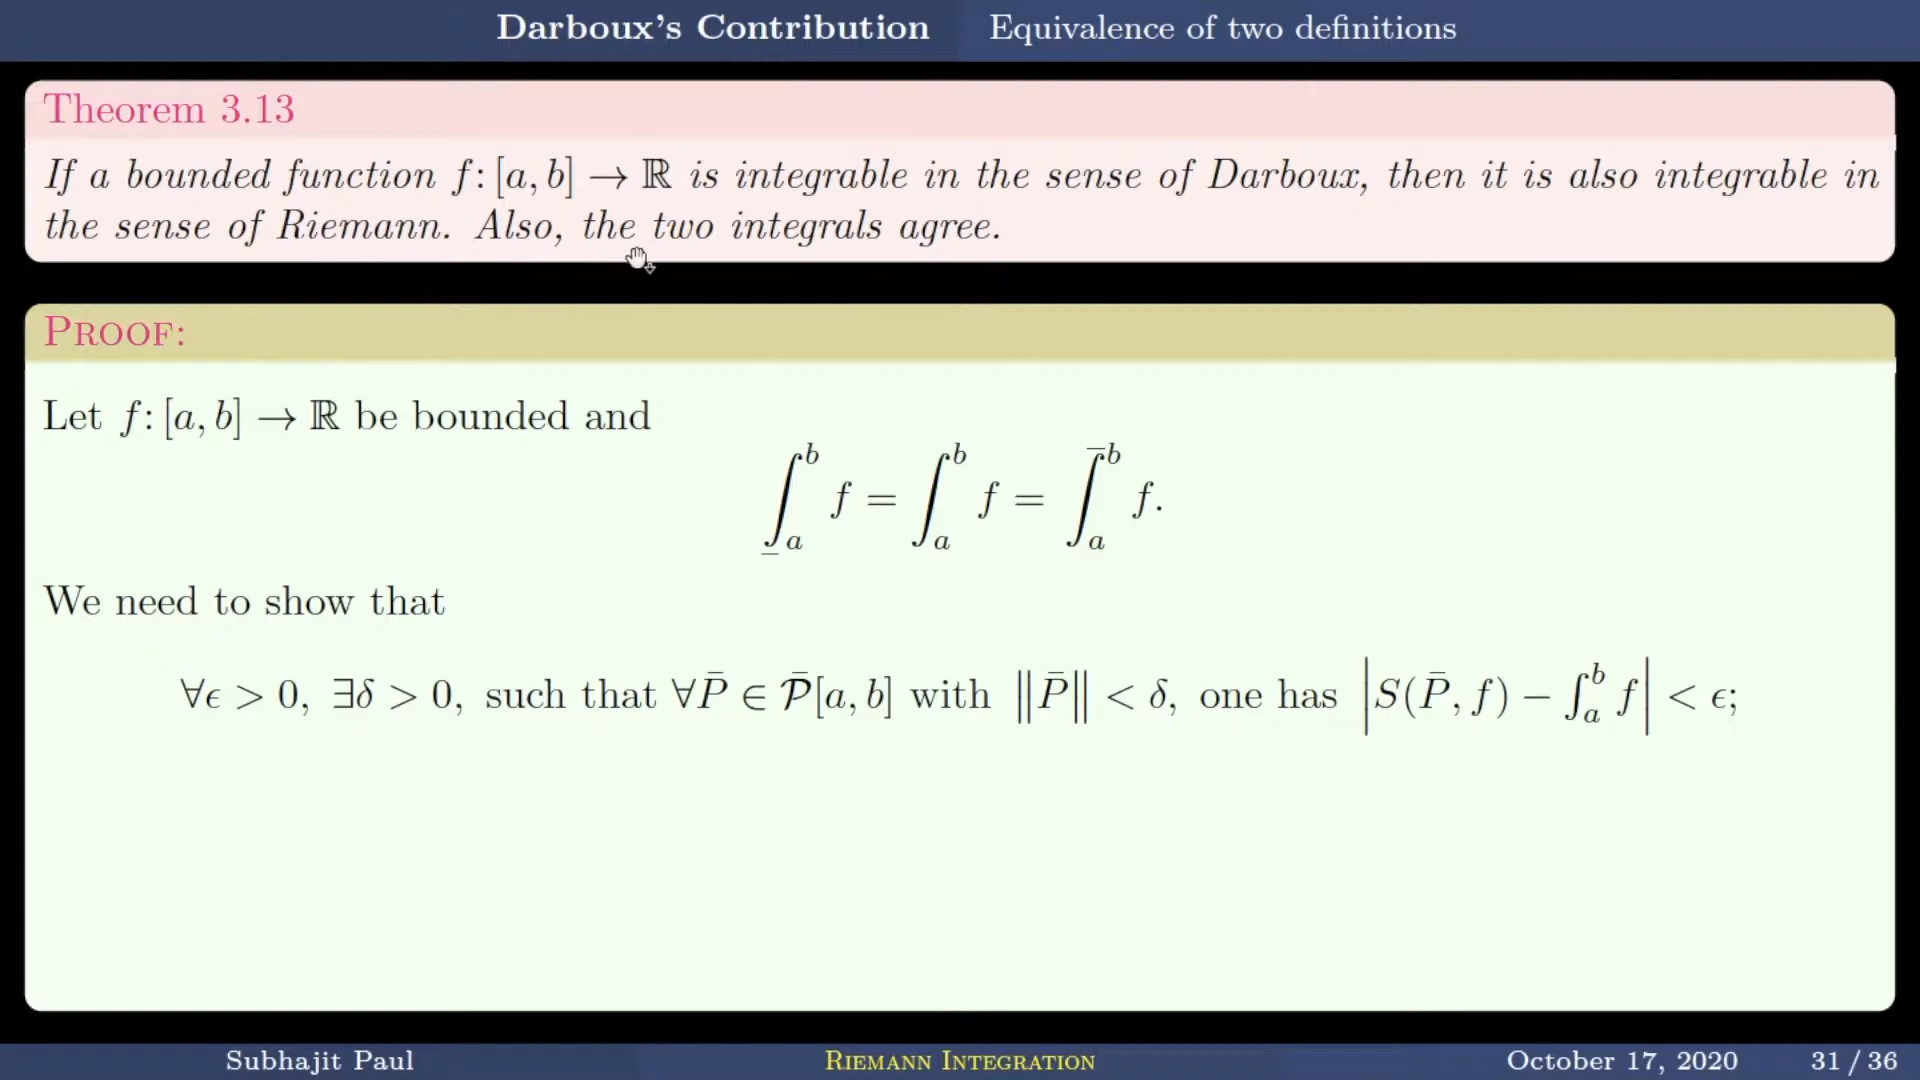 Darboux's Contribution Equivalence of two definitions
Theorem 3.13
If a bounded function f: [a, b] → ℝ is integrable in the sense of Darboux, then it is also integrable in
the sense of Riemann. Also, the two integrals agree.
PROOF:
Let f: [a, b] → ℝ be bounded and
\underline{∫}_a^b f = ∫_a^b f = \overline{∫}_a^b f.
We need to show that
∀ϵ > 0, ∃δ > 0, such that ∀P̄ ∈ 𝒫̄[a, b] with ‖P̄‖ < δ, one has |S(P̄, f) − ∫_a^b f| < ϵ;
Subhajit Paul RIEMANN INTEGRATION October 17, 2020 31 / 36